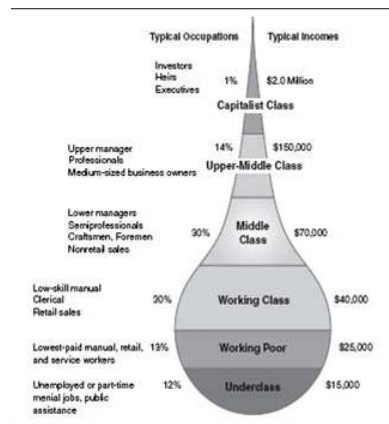 Typical Occupations Typical Incomes
Investors
Heirs
Executives
1% $2.0 Million
Capitalist Class
Upper manager
Professionals
Medium-sized business owners
14% $150,000
Upper-Middle Class
Lower managers
Semiprofessionals
Craftsmen, Foremen
Nonretail sales
30% Middle Class $70,000
Low-skill manual
Clerical
Retail sales
30% Working Class $40,000
Lowest-paid manual, retail,
and service workers
13% Working Poor $25,000
Unemployed or part-time
menial jobs, public
assistance
12% Underclass $15,000